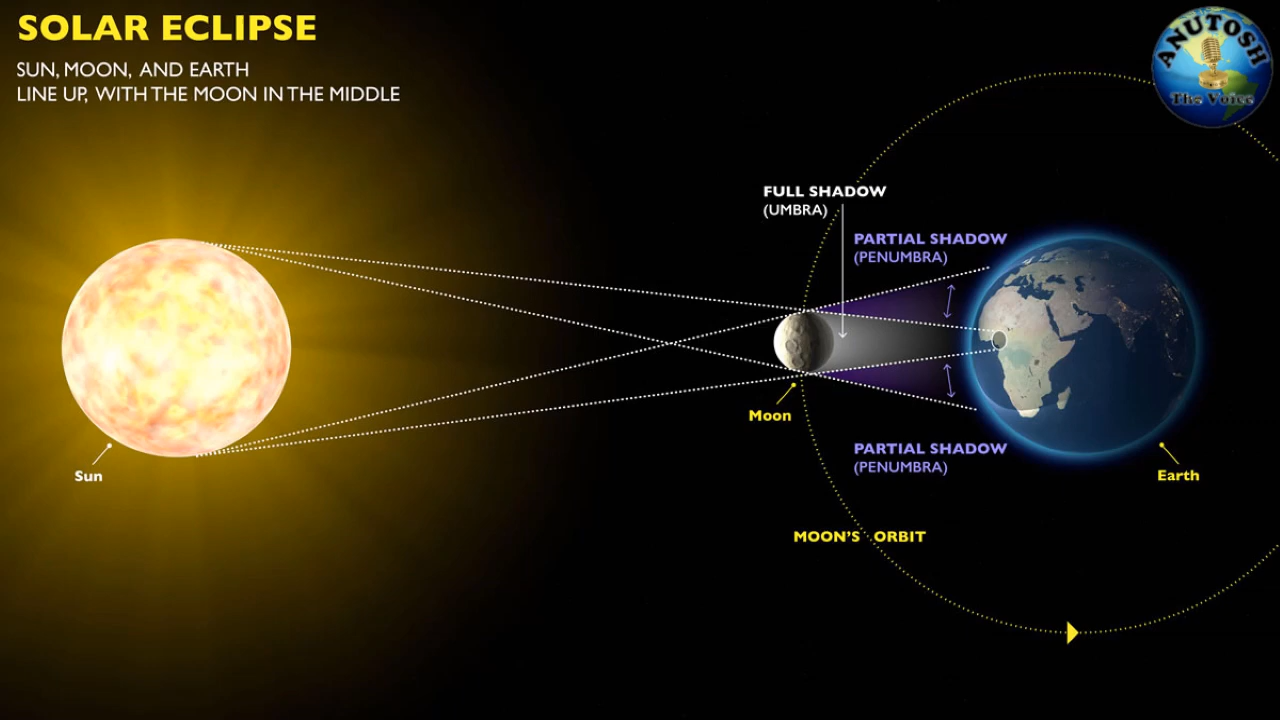 SOLAR ECLIPSE
SUN, MOON, AND EARTH
LINE UP, WITH THE MOON IN THE MIDDLE
ANUTOSH
The Voice
FULL SHADOW
(UMBRA)
PARTIAL SHADOW
(PENUMBRA)
Moon
Sun
PARTIAL SHADOW
(PENUMBRA)
Earth
MOON'S ORBIT